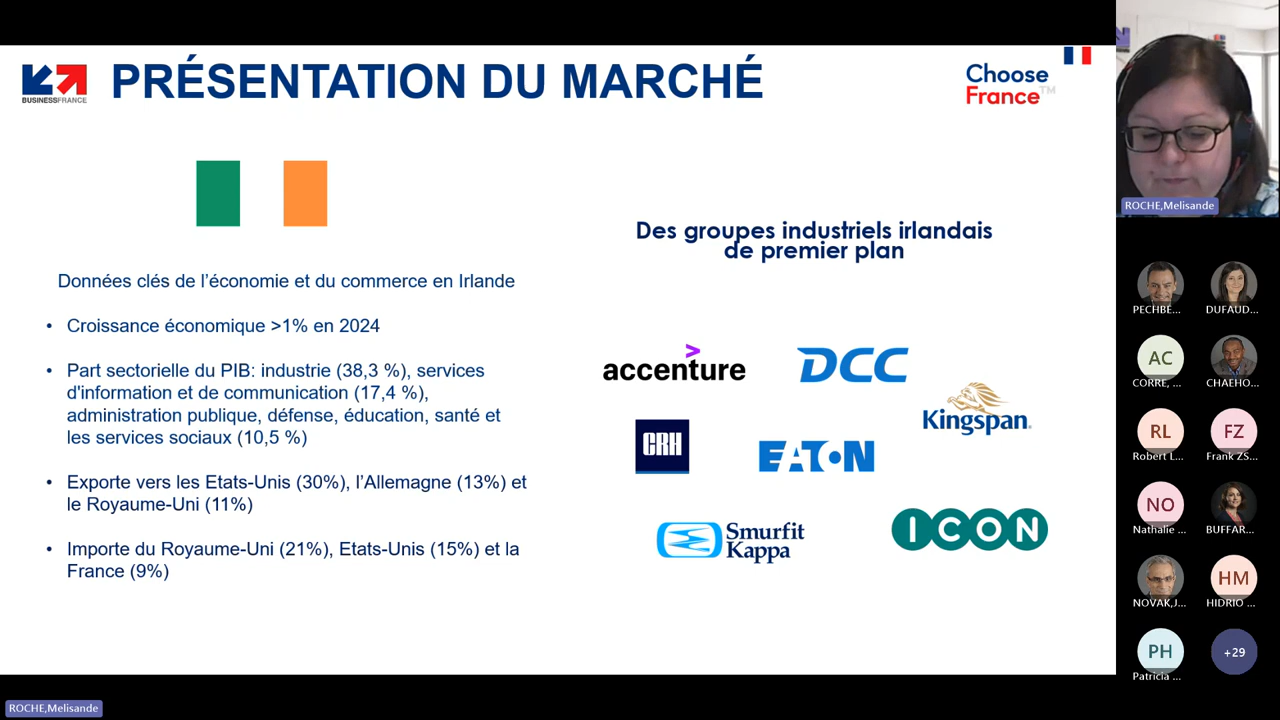 BUSINESSFRANCE
PRÉSENTATION DU MARCHÉ
Choose
France™
Données clés de l’économie et du commerce en Irlande
• Croissance économique >1% en 2024
• Part sectorielle du PIB: industrie (38,3 %), services
d'information et de communication (17,4 %),
administration publique, défense, éducation, santé et
les services sociaux (10,5 %)
• Exporte vers les Etats-Unis (30%), l’Allemagne (13%) et
le Royaume-Uni (11%)
• Importe du Royaume-Uni (21%), Etats-Unis (15%) et la
France (9%)
Des groupes industriels irlandais
de premier plan
accenture
DCC
Kingspan.
CRH
EATON
Smurfit
Kappa
ICON
ROCHE,Melisande
PECHBE...
DUFAUD...
AC
CORRE, ...
CHAEHO...
RL
Robert L...
FZ
Frank ZS...
NO
Nathalie ...
BUFFAR...
NOVAK,J...
HM
HIDRIO ...
PH
Patricia ...
+29
ROCHE,Melisande